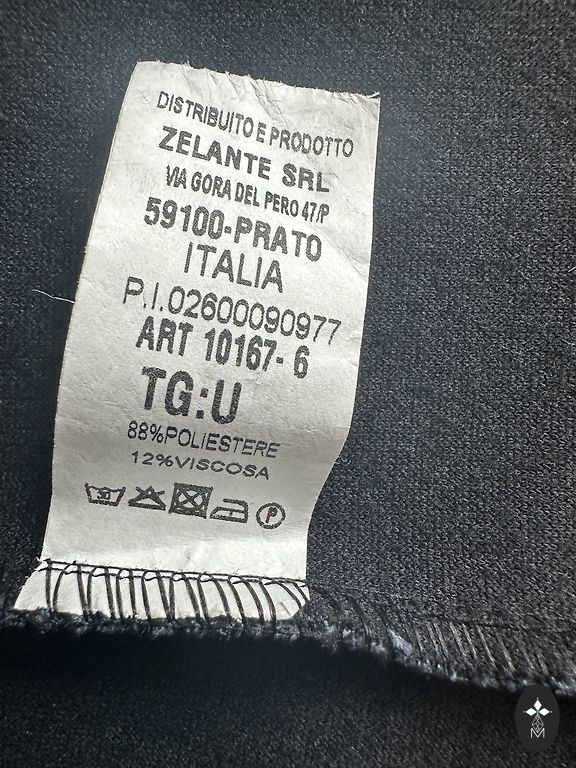 DISTRIBUITO E PRODOTTO
ZELANTE SRL
VIA GORA DEL PERO 47/P
59100-PRATO
ITALIA
P.I.02600090977
ART 10167- 6
TG:U
88%POLIESTERE
12%VISCOSA
30
P
M